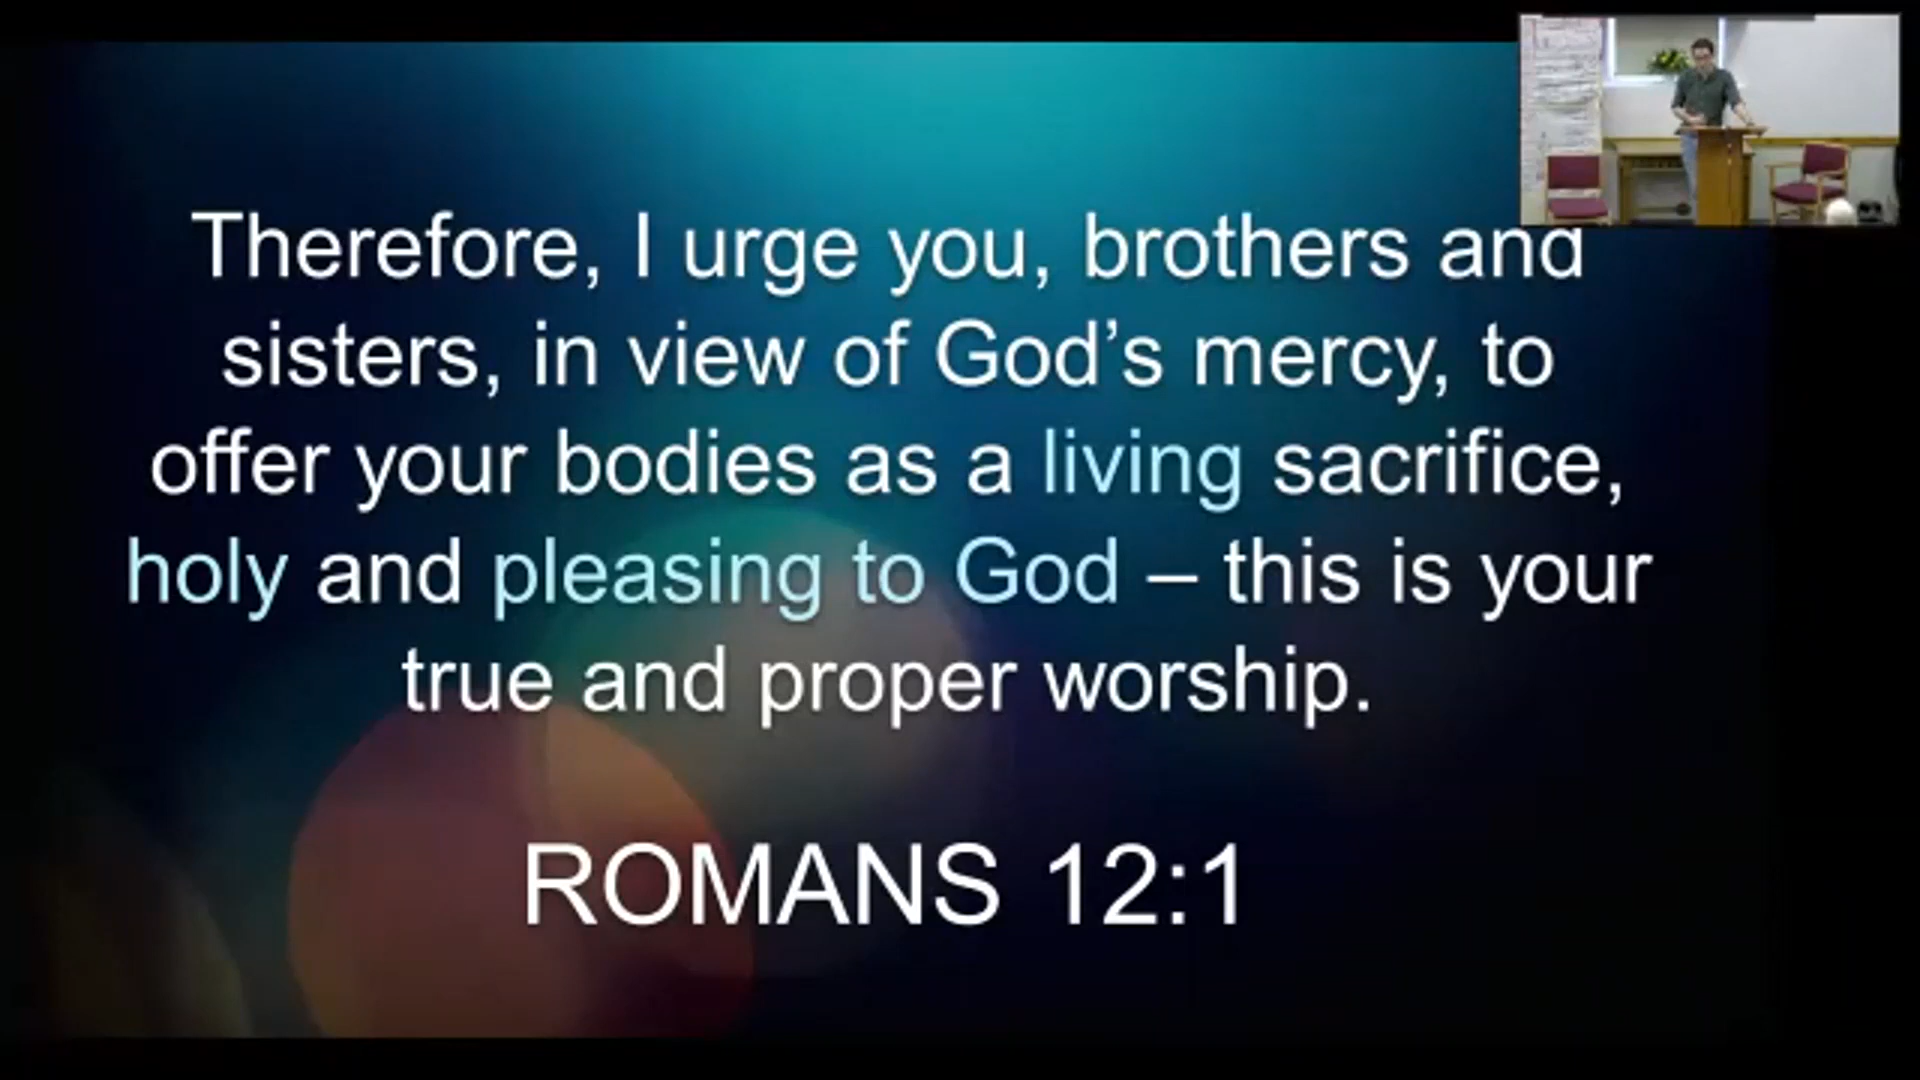 Therefore, I urge you, brothers and
sisters, in view of God’s mercy, to
offer your bodies as a living sacrifice,
holy and pleasing to God – this is your
true and proper worship.
ROMANS 12:1